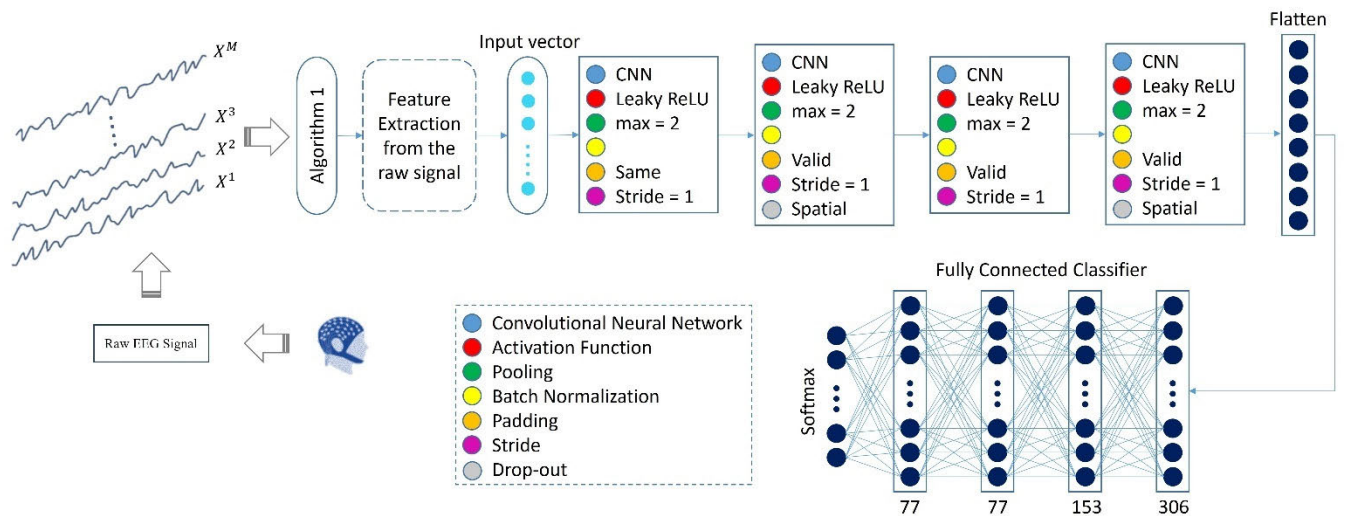 X^M
X^3
X^2
X^1
Raw EEG Signal
Algorithm 1
Feature
Extraction
from the
raw signal
Input vector
CNN
Leaky ReLU
max = 2
Same
Stride = 1
CNN
Leaky ReLU
max = 2
Valid
Stride = 1
Spatial
CNN
Leaky ReLU
max = 2
Valid
Stride = 1
CNN
Leaky ReLU
max = 2
Valid
Stride = 1
Spatial
Flatten
Convolutional Neural Network
Activation Function
Pooling
Batch Normalization
Padding
Stride
Drop-out
Fully Connected Classifier
Softmax
77 77 153 306